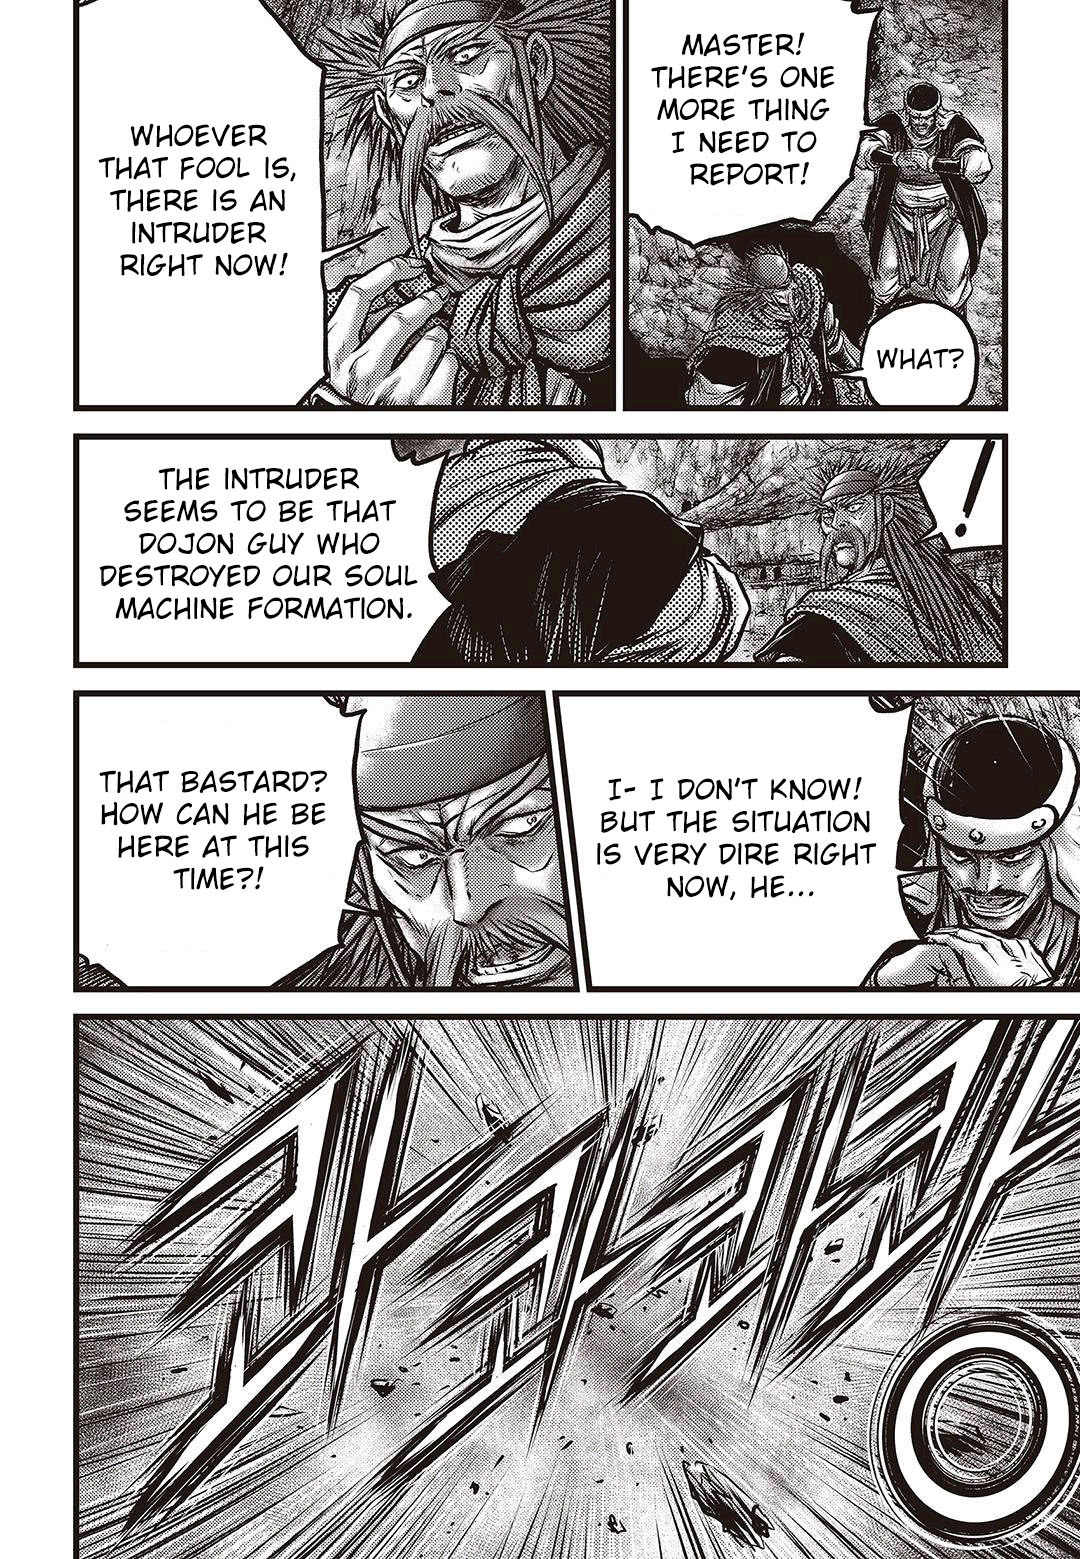 WHOEVER
THAT FOOL IS,
THERE IS AN
INTRUDER
RIGHT NOW!
MASTER!
THERE'S ONE
MORE THING
I NEED TO
REPORT!
WHAT?
THE INTRUDER
SEEMS TO BE THAT
DOJON GUY WHO
DESTROYED OUR SOUL
MACHINE FORMATION.
!
THAT BASTARD?
HOW CAN HE BE
HERE AT THIS
TIME?!
I- I DON'T KNOW!
BUT THE SITUATION
IS VERY DIRE RIGHT
NOW, HE...